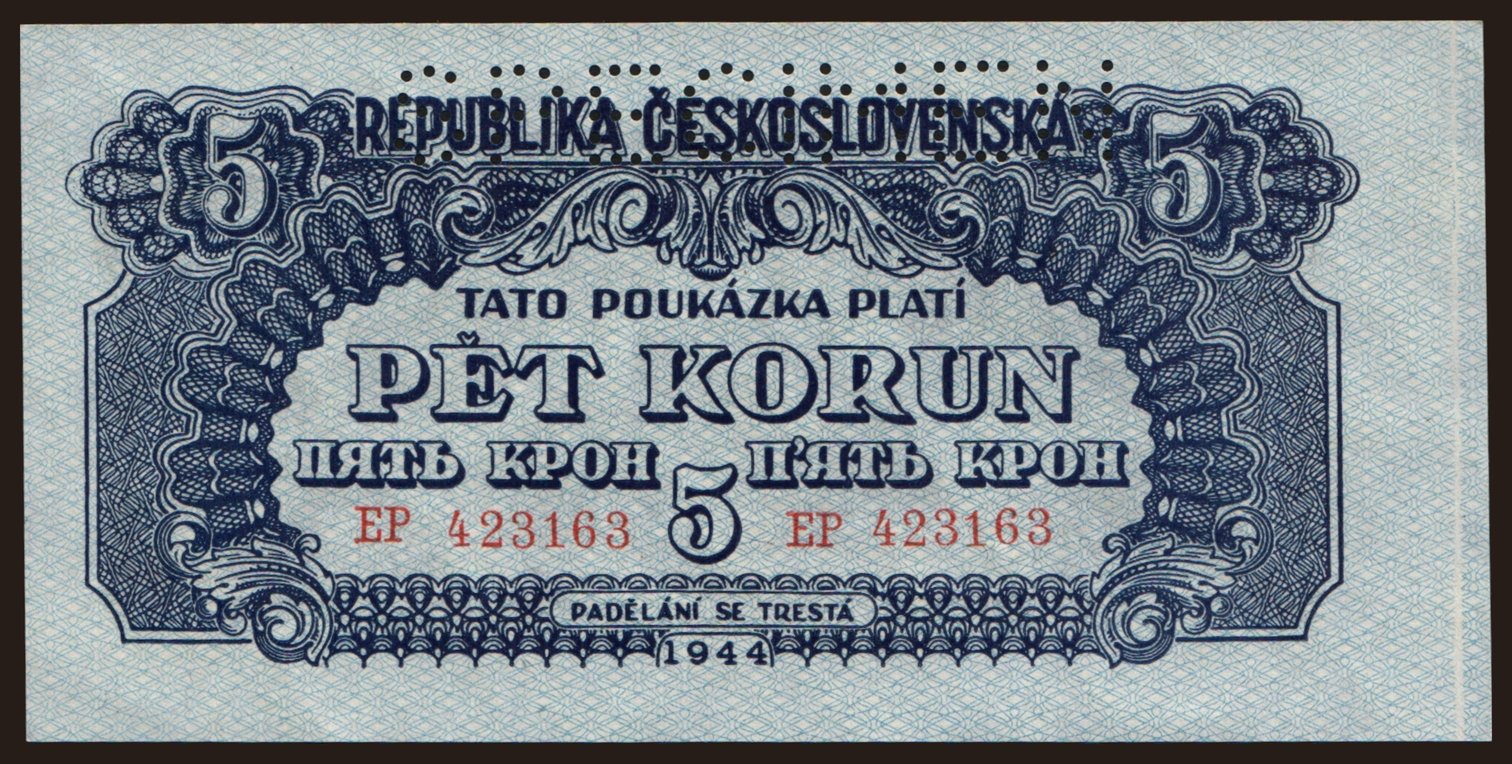 SPECIMEN
5 REPUBLIKA ČESKOSLOVENSKÁ 5
TATO POUKÁZKA PLATÍ
PĚT KORUN
ПЯТЬ КРОН П'ЯТЬ КРОН
EP 423163 5 EP 423163
PADĚLÁNÍ SE TRESTÁ
1944